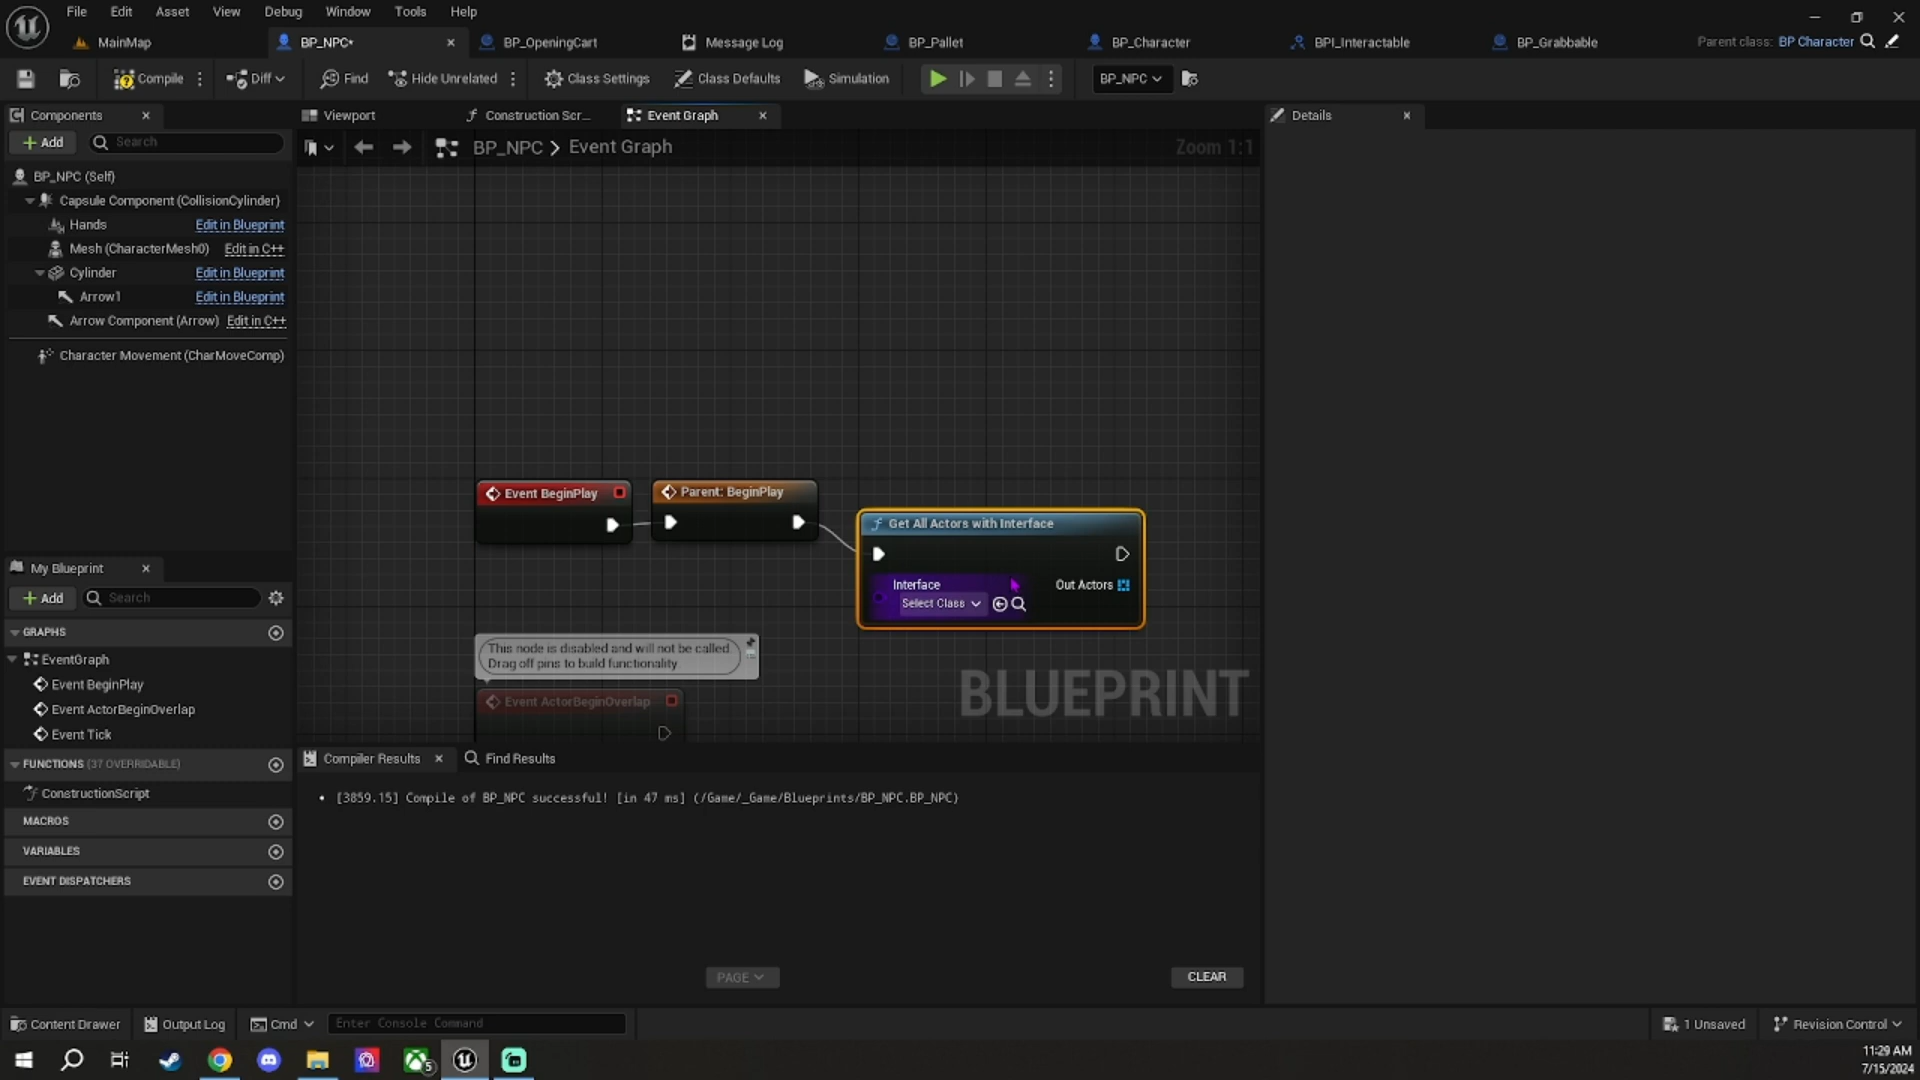 File Edit Asset View Debug Window Tools Help
MainMap BP_NPC* BP_OpeningCart Message Log BP_Pallet BP_Character BPI_Interactable BP_Grabbable Parent class: BP Character
Compile Diff Find Hide Unrelated Class Settings Class Defaults Simulation BP_NPC
Components
Add Search
BP_NPC (Self)
Capsule Component (CollisionCylinder)
Hands Edit in Blueprint
Mesh (CharacterMesh0) Edit in C++
Cylinder Edit in Blueprint
Arrow1 Edit in Blueprint
Arrow Component (Arrow) Edit in C++
Character Movement (CharMoveComp)
My Blueprint
Add Search
GRAPHS
EventGraph
Event BeginPlay
Event ActorBeginOverlap
Event Tick
FUNCTIONS (37 OVERRIDABLE)
ConstructionScript
MACROS
VARIABLES
EVENT DISPATCHERS
Viewport Construction Scr... Event Graph
BP_NPC > Event Graph Zoom 1:1
Event BeginPlay
Parent: BeginPlay
Get All Actors with Interface
Interface Out Actors
Select Class
This node is disabled and will not be called.
Drag off pins to build functionality
Event ActorBeginOverlap
BLUEPRINT
Compiler Results Find Results
• [3859.15] Compile of BP_NPC successful! [in 47 ms] (/Game/_Game/Blueprints/BP_NPC.BP_NPC)
PAGE CLEAR
Details
Content Drawer Output Log Cmd Enter Console Command 1 Unsaved Revision Control
5
11:29 AM
7/15/2024